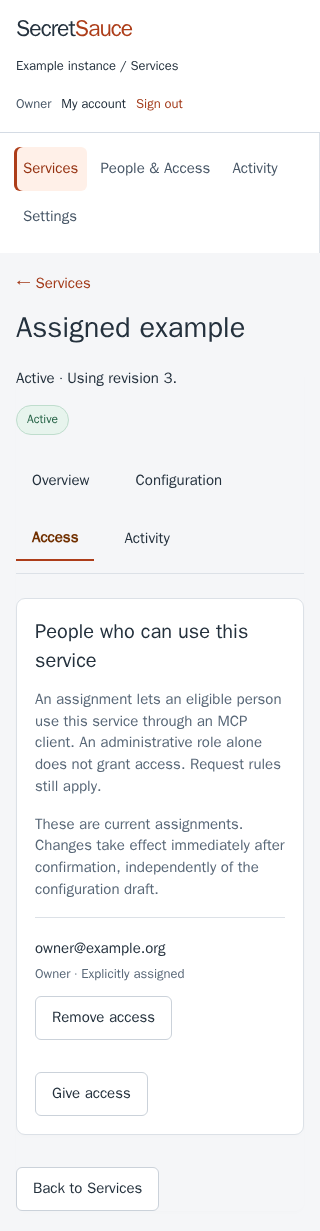 SecretSauce
Example instance / Services
Owner My account Sign out
Services People & Access Activity
Settings
← Services
Assigned example
Active · Using revision 3.
Active
Overview Configuration
Access Activity
People who can use this
service
An assignment lets an eligible person
use this service through an MCP
client. An administrative role alone
does not grant access. Request rules
still apply.
These are current assignments.
Changes take effect immediately after
confirmation, independently of the
configuration draft.
owner@example.org
Owner · Explicitly assigned
Remove access
Give access
Back to Services